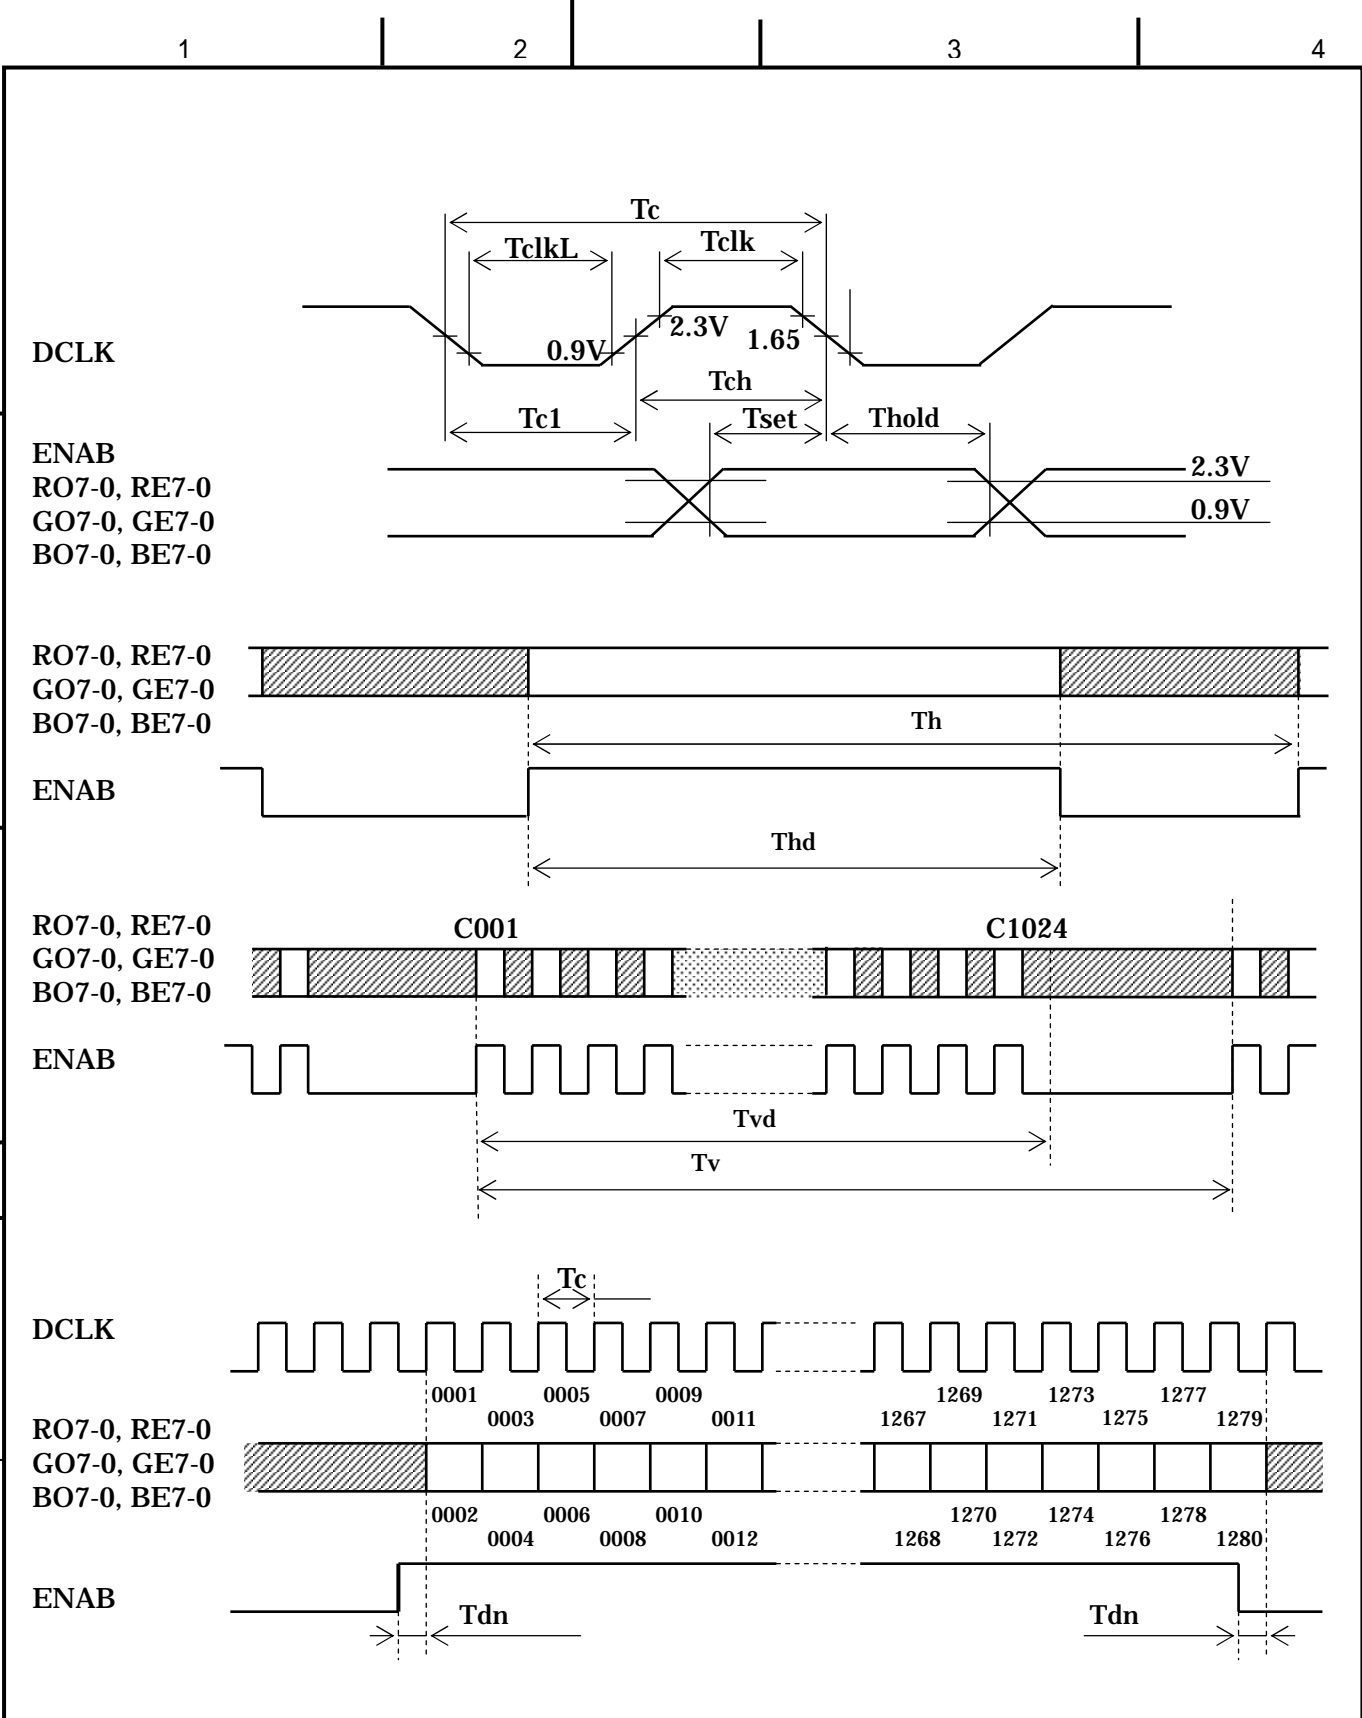 1 2 3 4
Tc
TclkL Tclk
2.3V 1.65
DCLK 0.9V
Tch
Tc1 Tset Thold
ENAB
2.3V
RO7-0, RE7-0
GO7-0, GE7-0 0.9V
BO7-0, BE7-0
RO7-0, RE7-0
GO7-0, GE7-0
BO7-0, BE7-0 Th
ENAB
Thd
RO7-0, RE7-0 C001 C1024
GO7-0, GE7-0
BO7-0, BE7-0
ENAB
Tvd
Tv
Tc
DCLK
0001 0005 0009 1269 1273 1277
0003 0007 0011 1267 1271 1275 1279
RO7-0, RE7-0
GO7-0, GE7-0
BO7-0, BE7-0
0002 0006 0010 1270 1274 1278
0004 0008 0012 1268 1272 1276 1280
ENAB
Tdn Tdn